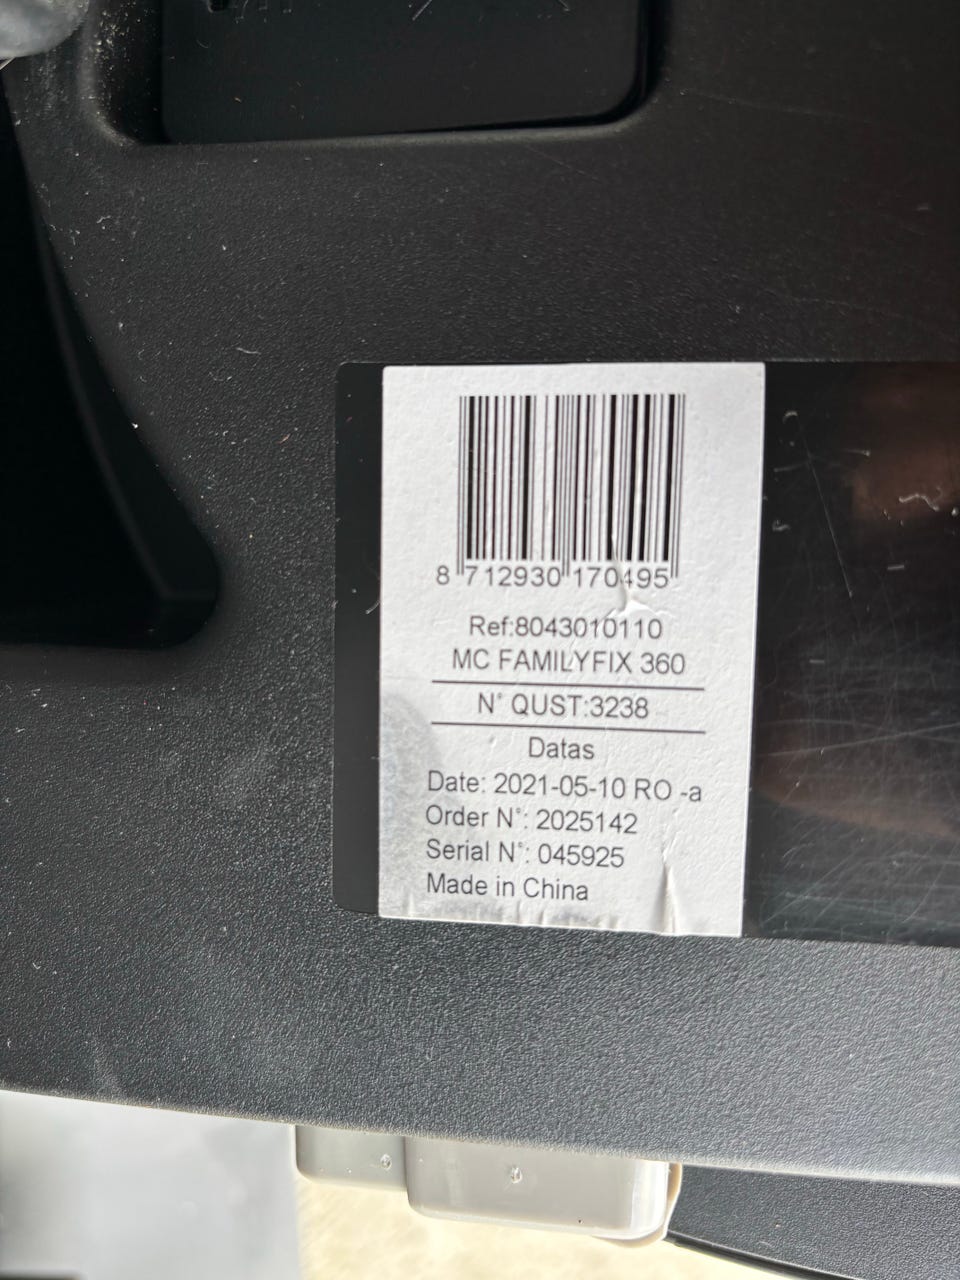 8 712930 170495
Ref:8043010110
MC FAMILYFIX 360
N° QUST:3238
Datas
Date: 2021-05-10 RO -a
Order N°: 2025142
Serial N°: 045925
Made in China